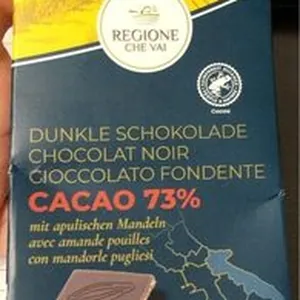 REGIONE
CHE VAI
Cocoa
DUNKLE SCHOKOLADE
CHOCOLAT NOIR
CIOCCOLATO FONDENTE
CACAO 73%
mit apulischen Mandeln
avec amande pouilles
con mandorle pugliesi